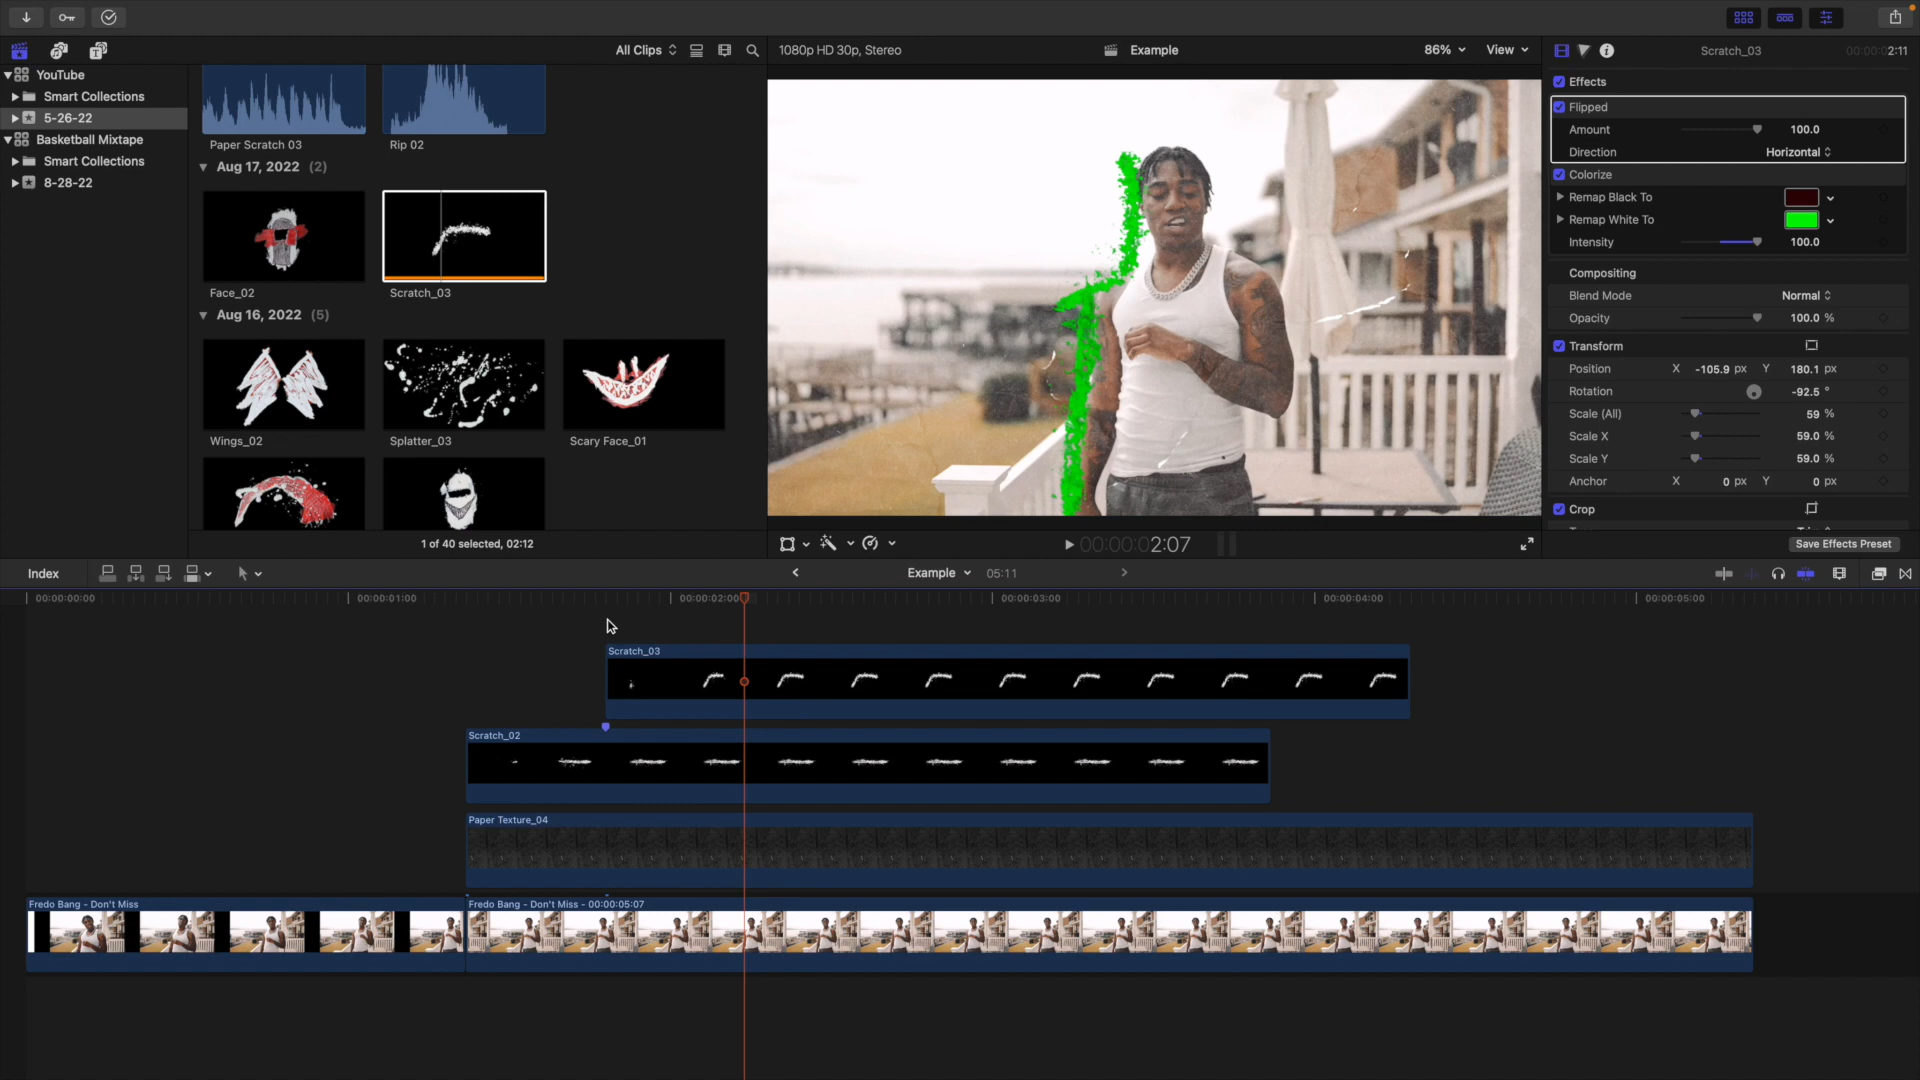 All Clips
1080p HD 30p, Stereo
Example
86%
View
Scratch_03
00:00:02:11
YouTube
Smart Collections
5-26-22
Basketball Mixtape
Smart Collections
8-28-22
Paper Scratch 03
Rip 02
Aug 17, 2022 (2)
Face_02
Scratch_03
Aug 16, 2022 (5)
Wings_02
Splatter_03
Scary Face_01
1 of 40 selected, 02:12
00:00:02:07
Effects
Flipped
Amount 100.0
Direction Horizontal
Colorize
Remap Black To
Remap White To
Intensity 100.0
Compositing
Blend Mode Normal
Opacity 100.0 %
Transform
Position X -105.9 px Y 180.1 px
Rotation -92.5 °
Scale (All) 59 %
Scale X 59.0 %
Scale Y 59.0 %
Anchor X 0 px Y 0 px
Crop
Save Effects Preset
Index
Example
05:11
00:00:00:00
00:00:01:00
00:00:02:00
00:00:03:00
00:00:04:00
00:00:05:00
Scratch_03
Scratch_02
Paper Texture_04
Fredo Bang - Don't Miss
Fredo Bang - Don't Miss - 00:00:05:07